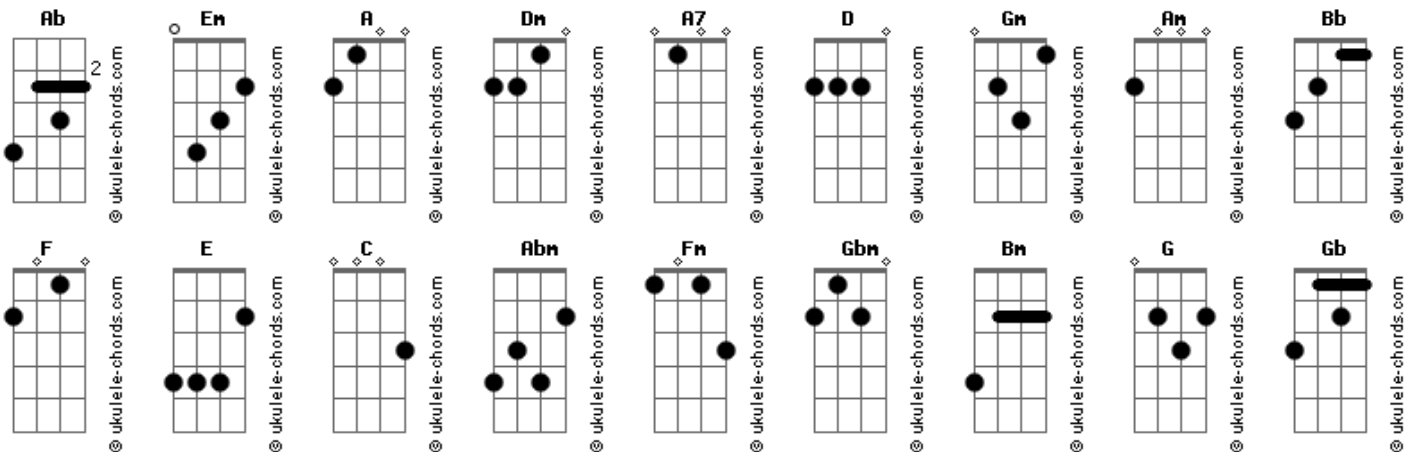 Ab Em A Dm A7 D Gm Am Bb
2
© ukulele-chords.com © ukulele-chords.com © ukulele-chords.com © ukulele-chords.com © ukulele-chords.com © ukulele-chords.com © ukulele-chords.com © ukulele-chords.com © ukulele-chords.com
F E C Abm Fm Gbm Bm G Gb
© ukulele-chords.com © ukulele-chords.com © ukulele-chords.com © ukulele-chords.com © ukulele-chords.com © ukulele-chords.com © ukulele-chords.com © ukulele-chords.com © ukulele-chords.com